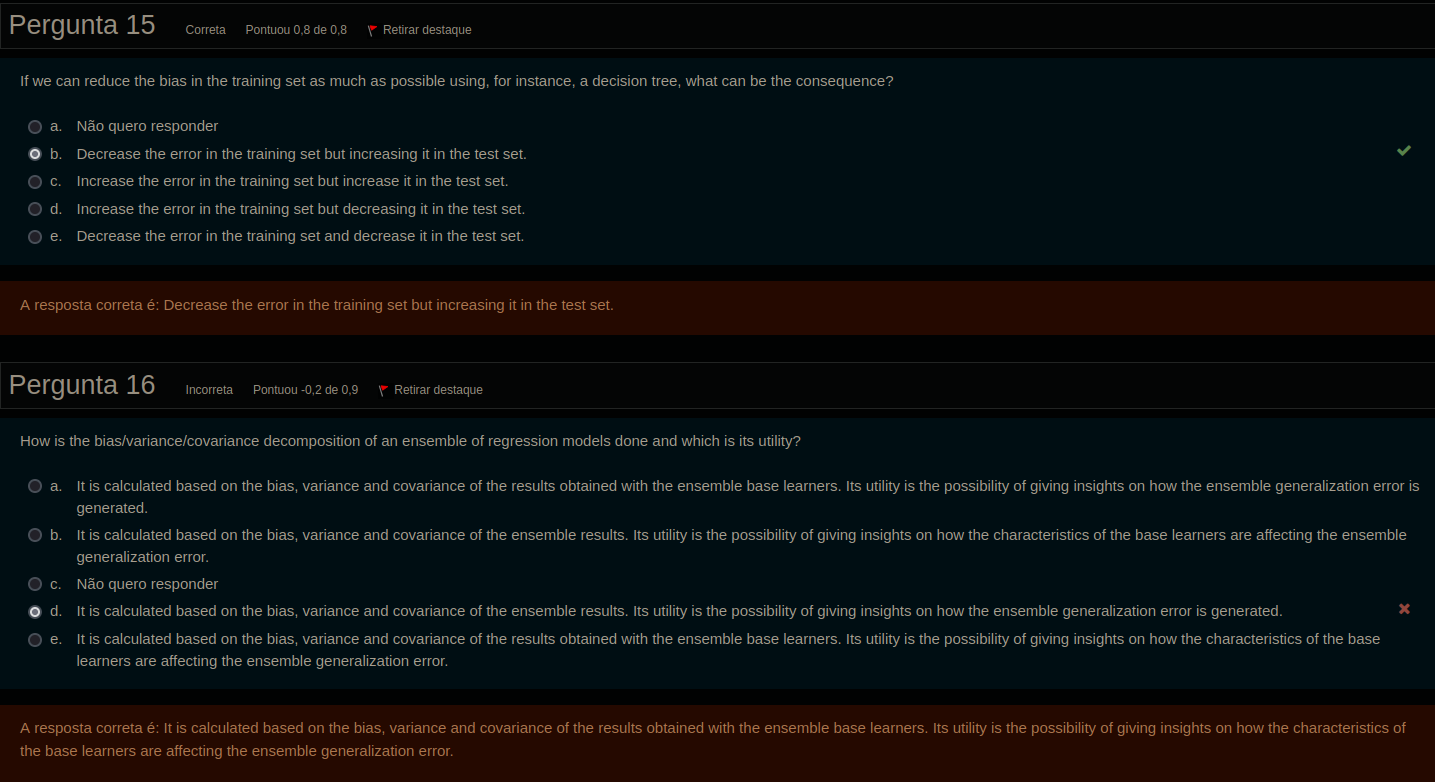 Pergunta 15 Correta Pontuou 0,8 de 0,8 Retirar destaque
If we can reduce the bias in the training set as much as possible using, for instance, a decision tree, what can be the consequence?
a. Não quero responder
b. Decrease the error in the training set but increasing it in the test set.
c. Increase the error in the training set but increase it in the test set.
d. Increase the error in the training set but decreasing it in the test set.
e. Decrease the error in the training set and decrease it in the test set.
A resposta correta é: Decrease the error in the training set but increasing it in the test set.
Pergunta 16 Incorreta Pontuou -0,2 de 0,9 Retirar destaque
How is the bias/variance/covariance decomposition of an ensemble of regression models done and which is its utility?
a. It is calculated based on the bias, variance and covariance of the results obtained with the ensemble base learners. Its utility is the possibility of giving insights on how the ensemble generalization error is
generated.
b. It is calculated based on the bias, variance and covariance of the ensemble results. Its utility is the possibility of giving insights on how the characteristics of the base learners are affecting the ensemble
generalization error.
c. Não quero responder
d. It is calculated based on the bias, variance and covariance of the ensemble results. Its utility is the possibility of giving insights on how the ensemble generalization error is generated.
e. It is calculated based on the bias, variance and covariance of the results obtained with the ensemble base learners. Its utility is the possibility of giving insights on how the characteristics of the base
learners are affecting the ensemble generalization error.
A resposta correta é: It is calculated based on the bias, variance and covariance of the results obtained with the ensemble base learners. Its utility is the possibility of giving insights on how the characteristics of
the base learners are affecting the ensemble generalization error.